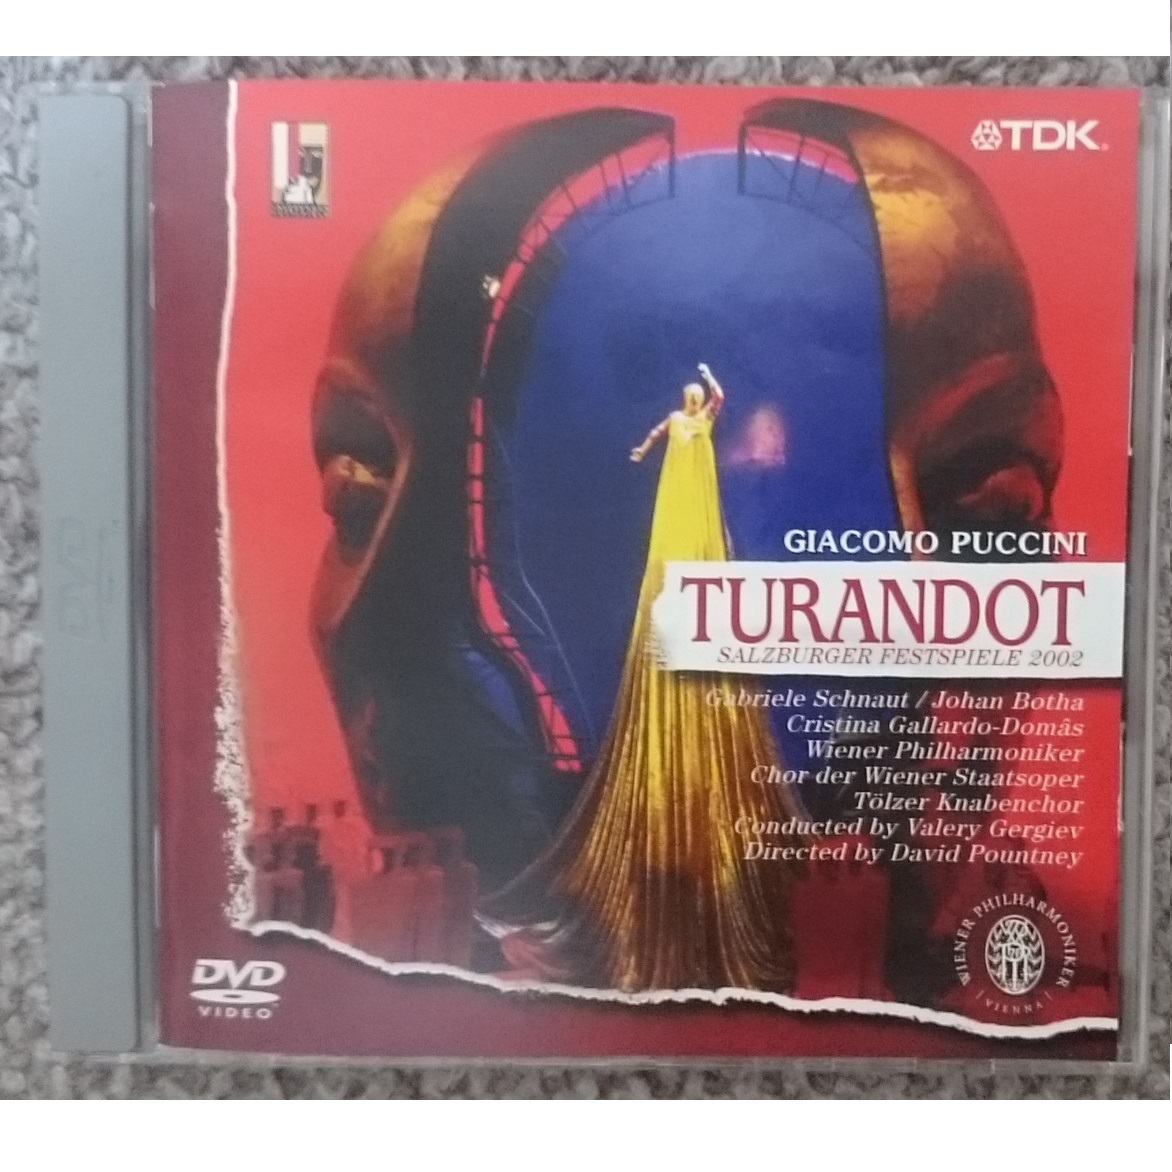 TDK
GIACOMO PUCCINI
TURANDOT
SALZBURGER FESTSPIELE 2002
Gabriele Schnaut / Johan Botha
Cristina Gallardo-Domâs
Wiener Philharmoniker
Chor der Wiener Staatsoper
Tölzer Knabenchor
Conducted by Valery Gergiev
Directed by David Pountney
WIENER PHILHARMONIKER
VIENNA
DVD
VIDEO
DVD